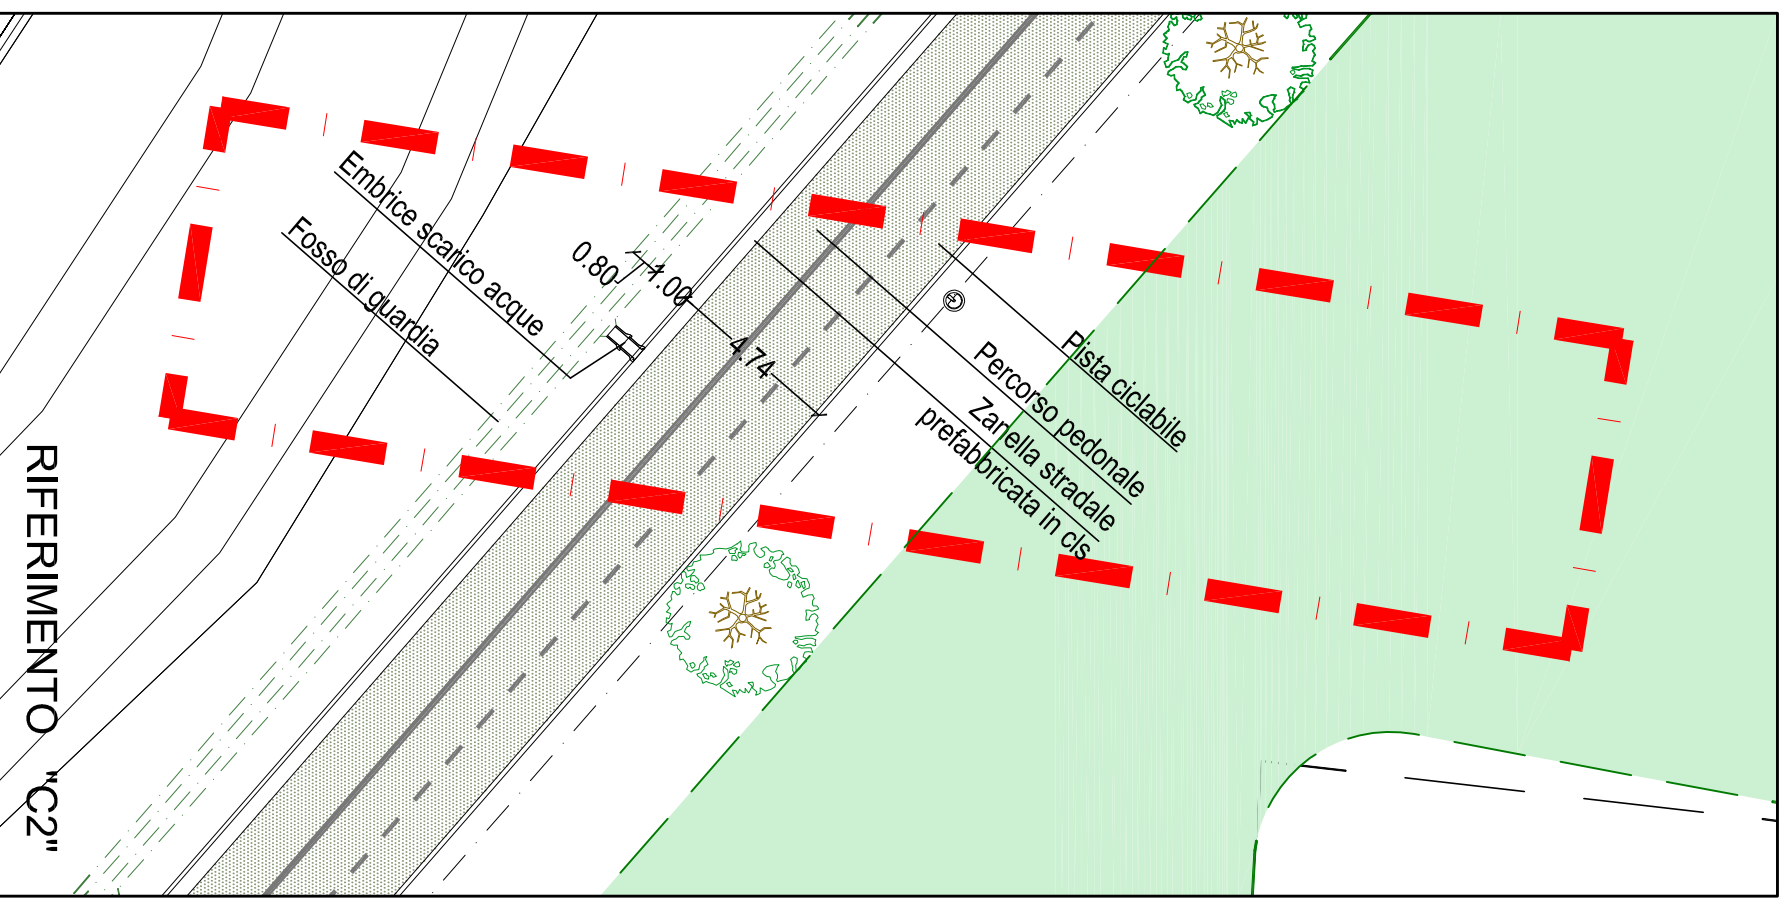 Embrice scarico acque
Fosso di guardia
0.80
1.00
4.74
Pista ciclabile
Percorso pedonale
Zanella stradale
prefabbricata in cls
RIFERIMENTO "C2"